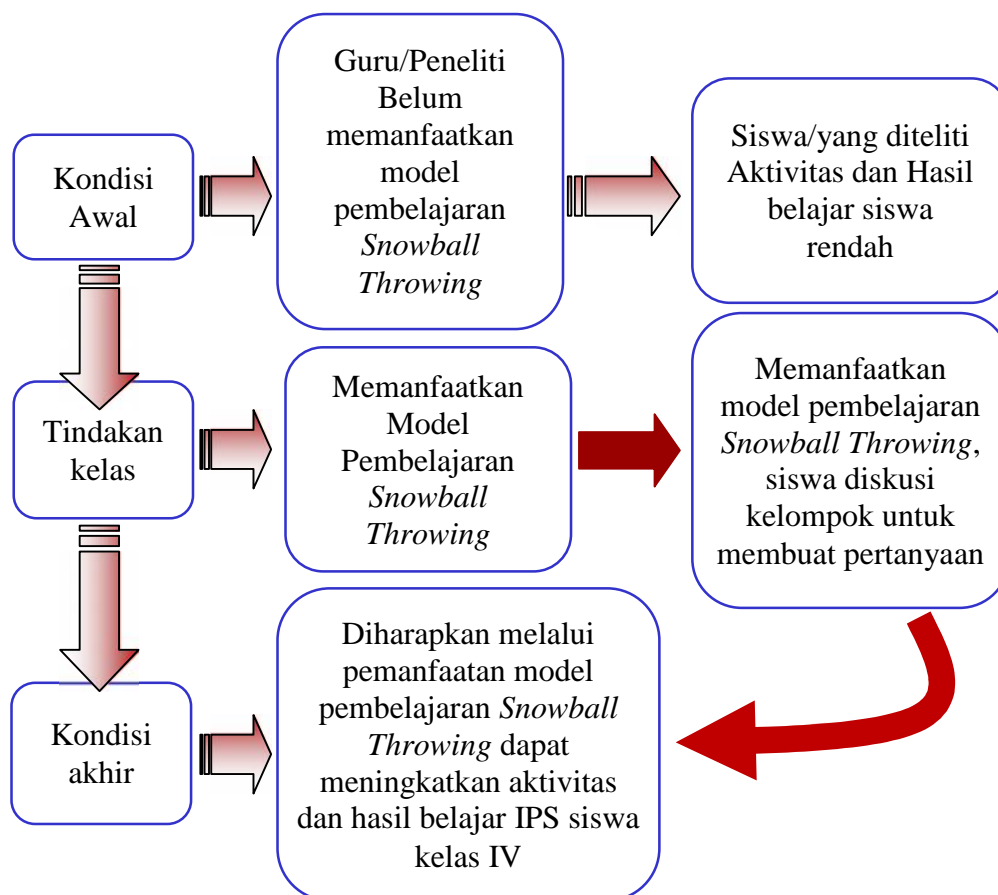 Kondisi
Awal
Guru/Peneliti
Belum
memanfaatkan
model
pembelajaran
Snowball
Throwing
Siswa/yang diteliti
Aktivitas dan Hasil
belajar siswa
rendah
Tindakan
kelas
Memanfaatkan
Model
Pembelajaran
Snowball
Throwing
Memanfaatkan
model pembelajaran
Snowball Throwing,
siswa diskusi
kelompok untuk
membuat pertanyaan
Kondisi
akhir
Diharapkan melalui
pemanfaatan model
pembelajaran Snowball
Throwing dapat
meningkatkan aktivitas
dan hasil belajar IPS siswa
kelas IV